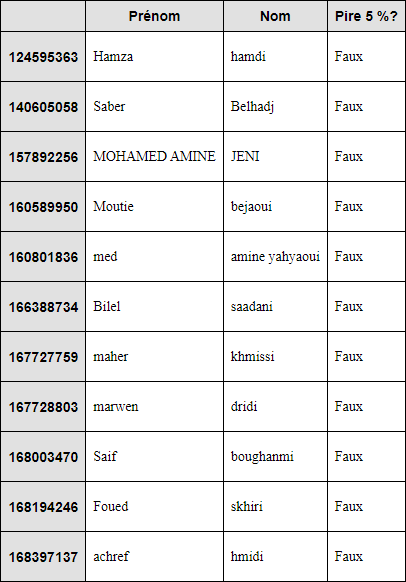 Prénom Nom Pire 5 %?
124595363 Hamza hamdi Faux
140605058 Saber Belhadj Faux
157892256 MOHAMED AMINE JENI Faux
160589950 Moutie bejaoui Faux
160801836 med amine yahyaoui Faux
166388734 Bilel saadani Faux
167727759 maher khmissi Faux
167728803 marwen dridi Faux
168003470 Saif boughanmi Faux
168194246 Foued skhiri Faux
168397137 achref hmidi Faux